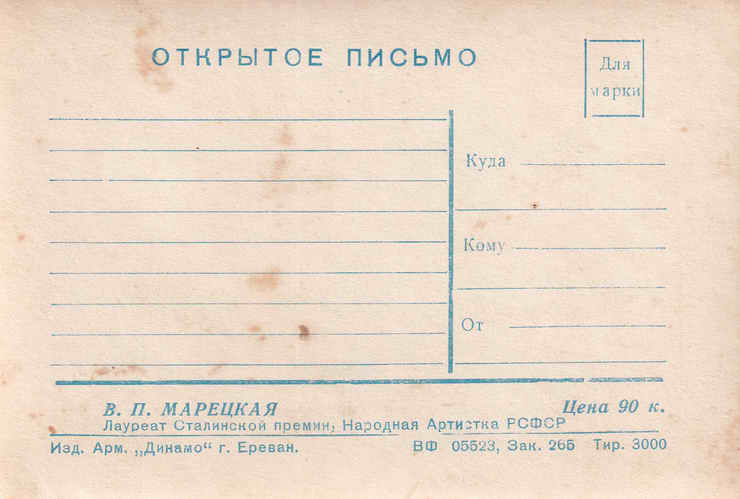 ОТКРЫТОЕ ПИСЬМО
Для
марки
Куда
Кому
От
В. П. МАРЕЦКАЯ
Цена 90 к.
Лауреат Сталинской премии, Народная Артистка РСФСР
Изд. Арм. „Динамо“ г. Ереван.
ВФ 05523, Зак. 265 Тир. 3000